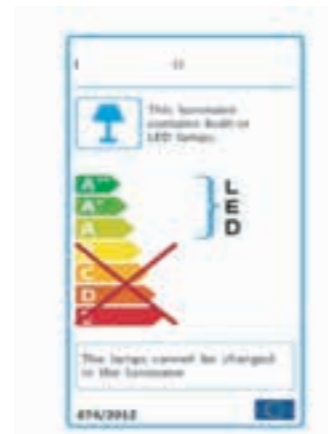 This luminaire
contains built-in
LED lamps.
A++
A+
A
L
E
D
C
D
The lamps cannot be changed
in the luminaire
874/2012